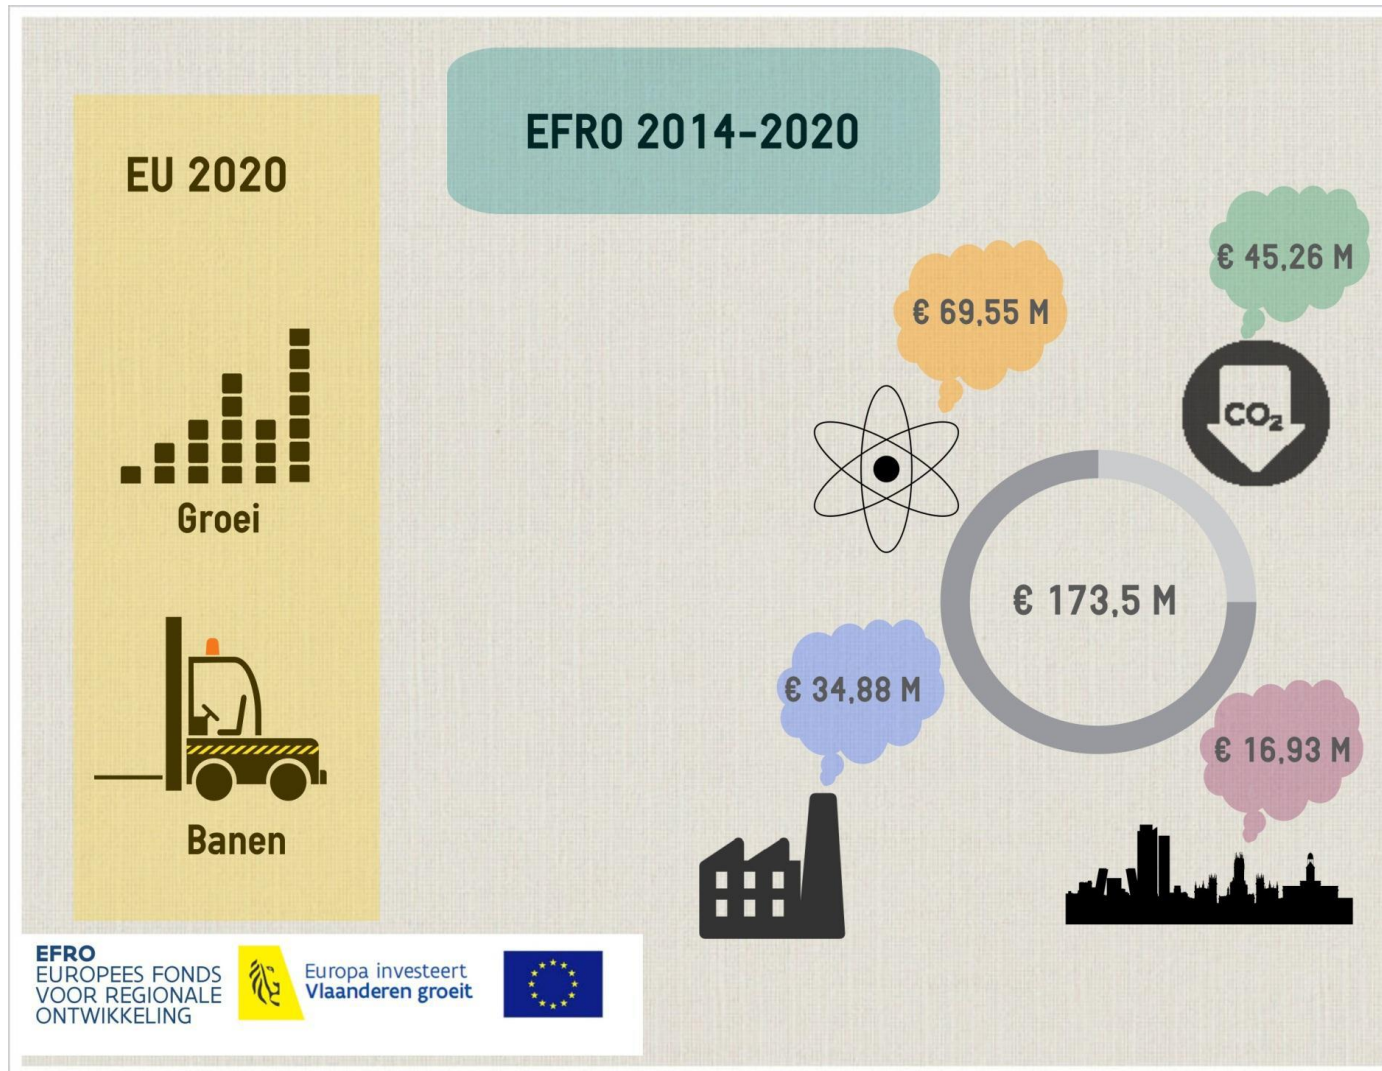 EFRO 2014-2020
EU 2020
Groei
Banen
€ 69,55 M
€ 45,26 M
CO₂
€ 173,5 M
€ 34,88 M
€ 16,93 M
EFRO
EUROPEES FONDS
VOOR REGIONALE
ONTWIKKELING
Europa investeert
Vlaanderen groeit